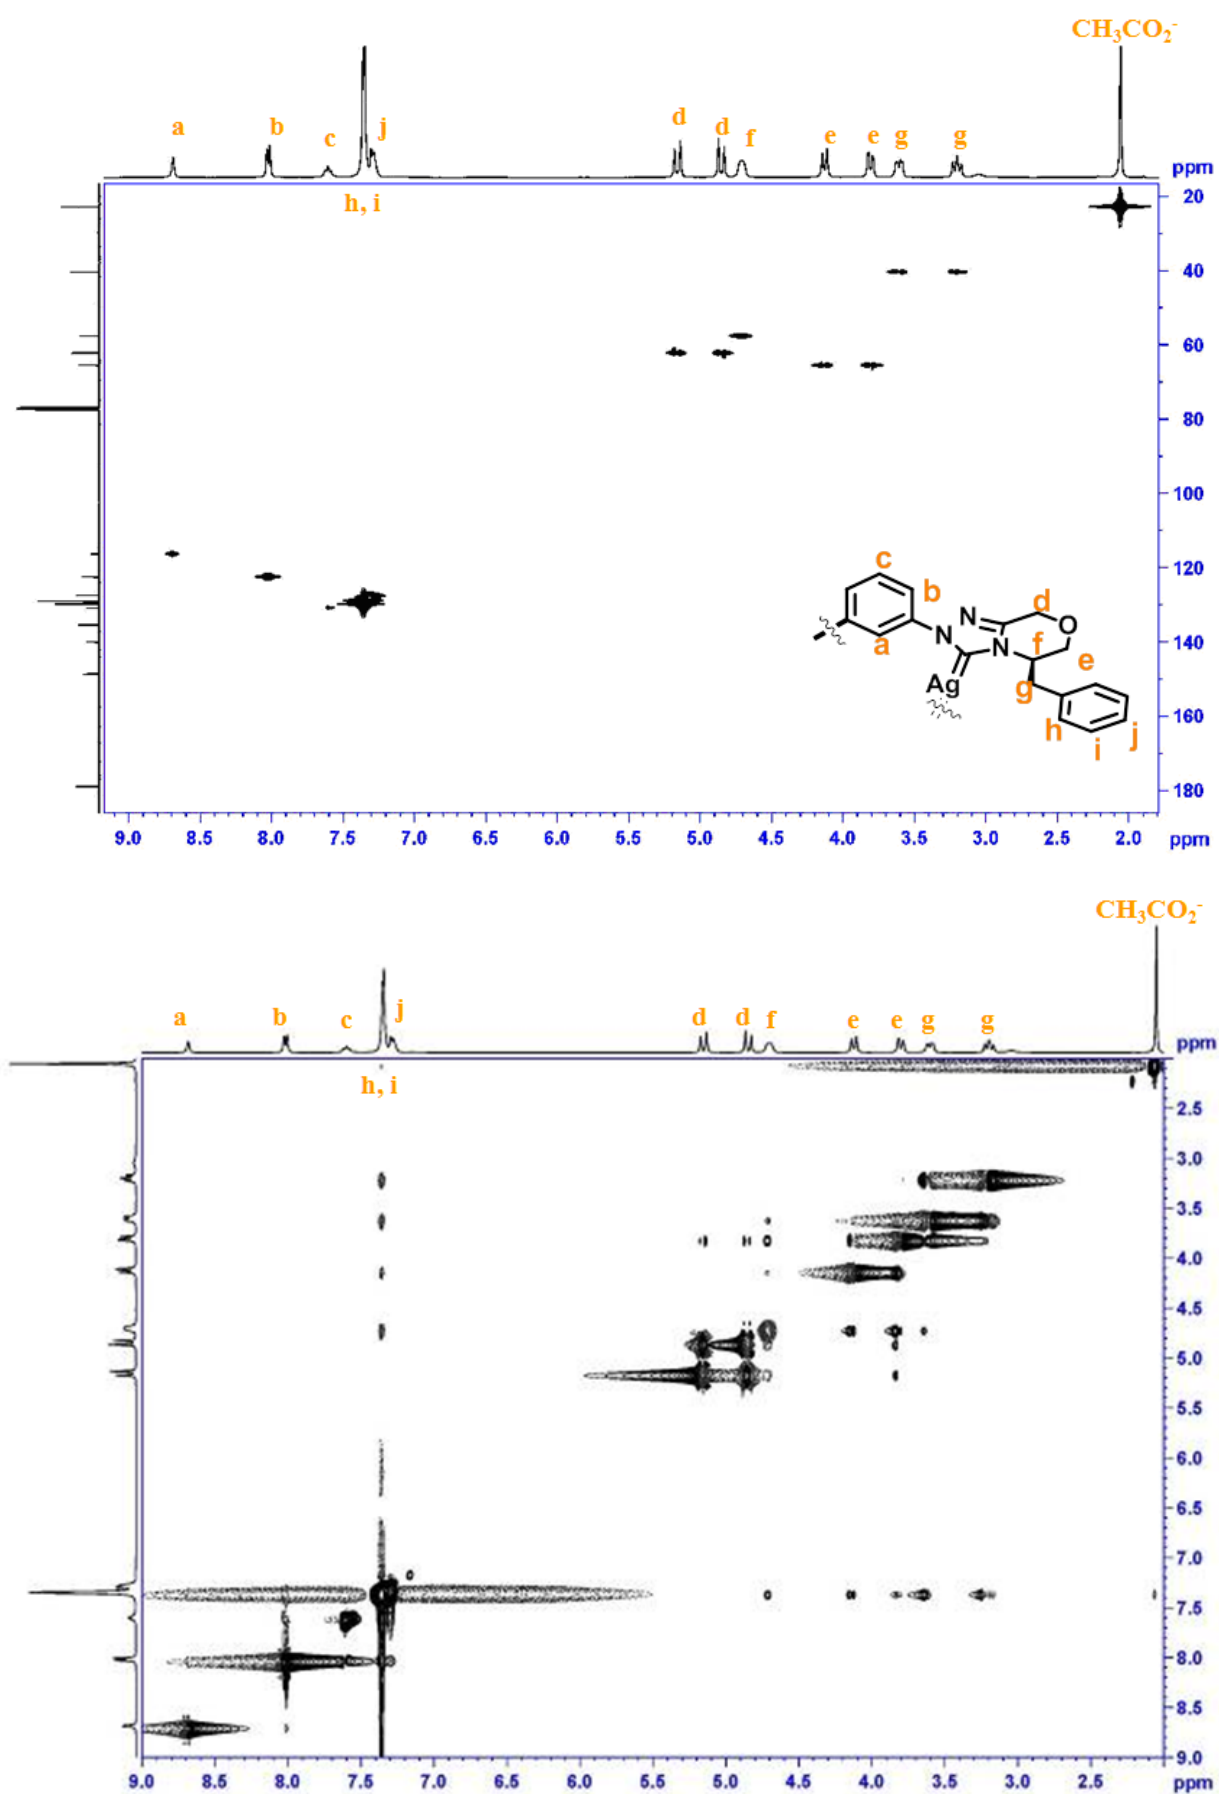 CH₃CO₂⁻
a b c j d d f e e g g
ppm
h, i
20
40
60
80
100
120
140
160
180
c
b
a
N
N
N
d
O
f
e
Ag
g
h
i
j
9.0 8.5 8.0 7.5 7.0 6.5 6.0 5.5 5.0 4.5 4.0 3.5 3.0 2.5 2.0 ppm
CH₃CO₂⁻
a b c j d d f e e g g
ppm
h, i
2.5
3.0
3.5
4.0
4.5
5.0
5.5
6.0
6.5
7.0
7.5
8.0
8.5
9.0
9.0 8.5 8.0 7.5 7.0 6.5 6.0 5.5 5.0 4.5 4.0 3.5 3.0 2.5 ppm